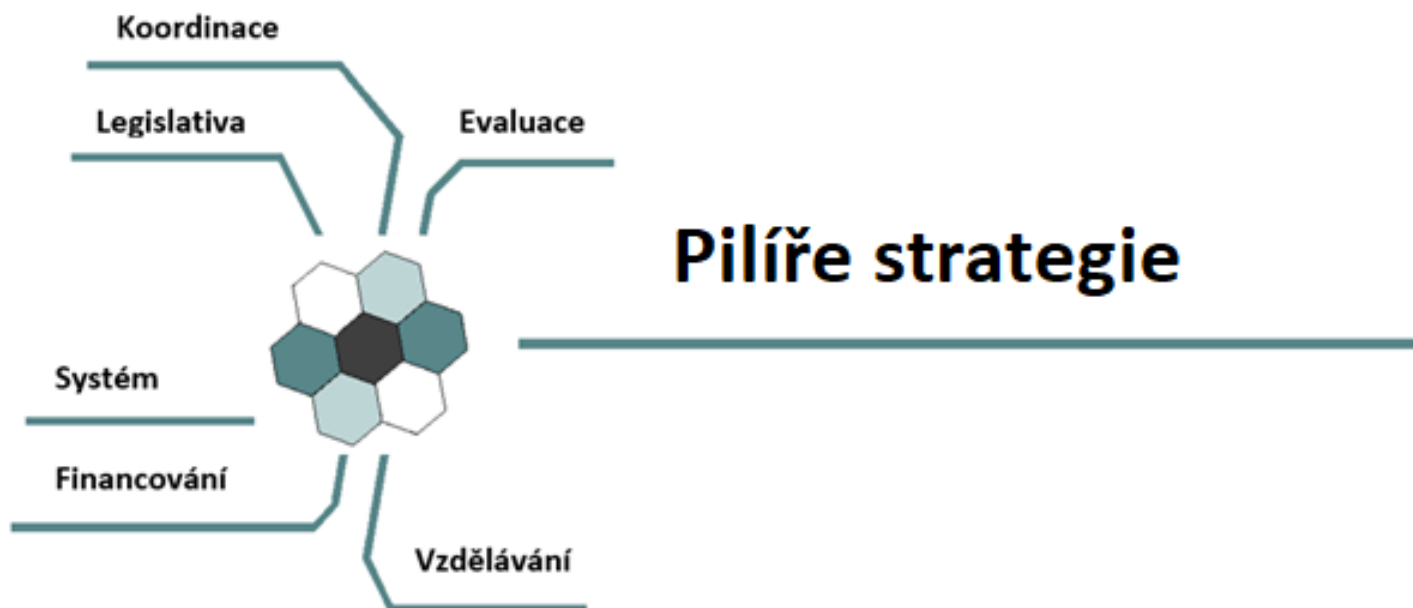 Koordinace
Legislativa
Evaluace
Pilíře strategie
Systém
Financování
Vzdělávání